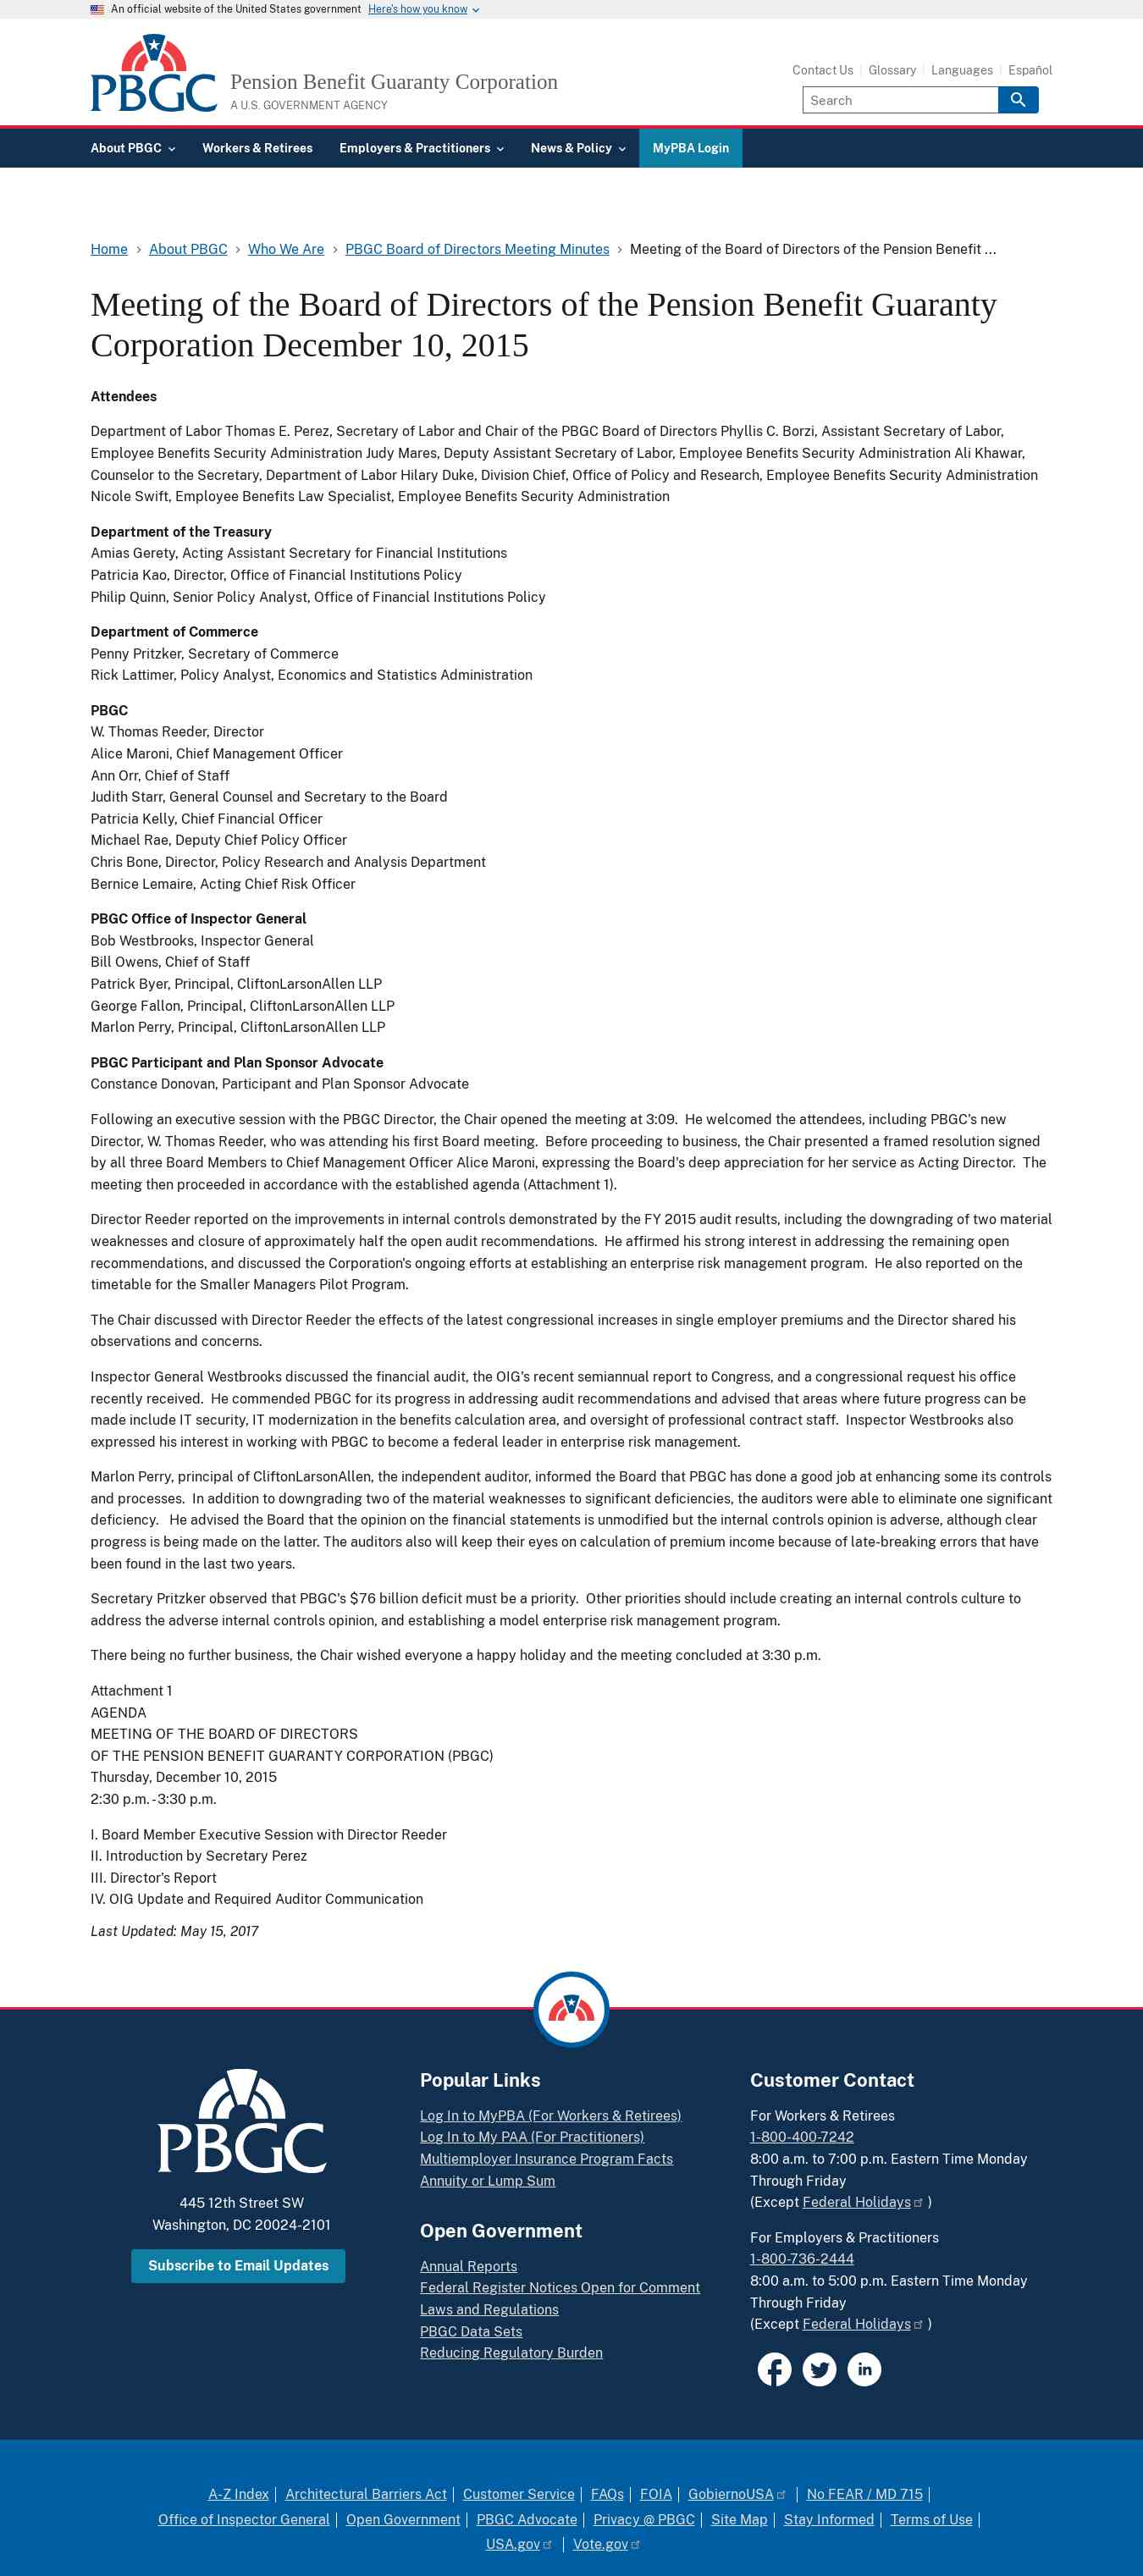 An official website of the United States government Here's how you know
PBGC
Pension Benefit Guaranty Corporation
A U.S. GOVERNMENT AGENCY
Contact Us Glossary Languages Español
Search
About PBGC Workers & Retirees Employers & Practitioners News & Policy MyPBA Login
Home About PBGC Who We Are PBGC Board of Directors Meeting Minutes Meeting of the Board of Directors of the Pension Benefit ...
Meeting of the Board of Directors of the Pension Benefit Guaranty
Corporation December 10, 2015
Attendees
Department of Labor Thomas E. Perez, Secretary of Labor and Chair of the PBGC Board of Directors Phyllis C. Borzi, Assistant Secretary of Labor,
Employee Benefits Security Administration Judy Mares, Deputy Assistant Secretary of Labor, Employee Benefits Security Administration Ali Khawar,
Counselor to the Secretary, Department of Labor Hilary Duke, Division Chief, Office of Policy and Research, Employee Benefits Security Administration
Nicole Swift, Employee Benefits Law Specialist, Employee Benefits Security Administration
Department of the Treasury
Amias Gerety, Acting Assistant Secretary for Financial Institutions
Patricia Kao, Director, Office of Financial Institutions Policy
Philip Quinn, Senior Policy Analyst, Office of Financial Institutions Policy
Department of Commerce
Penny Pritzker, Secretary of Commerce
Rick Lattimer, Policy Analyst, Economics and Statistics Administration
PBGC
W. Thomas Reeder, Director
Alice Maroni, Chief Management Officer
Ann Orr, Chief of Staff
Judith Starr, General Counsel and Secretary to the Board
Patricia Kelly, Chief Financial Officer
Michael Rae, Deputy Chief Policy Officer
Chris Bone, Director, Policy Research and Analysis Department
Bernice Lemaire, Acting Chief Risk Officer
PBGC Office of Inspector General
Bob Westbrooks, Inspector General
Bill Owens, Chief of Staff
Patrick Byer, Principal, CliftonLarsonAllen LLP
George Fallon, Principal, CliftonLarsonAllen LLP
Marlon Perry, Principal, CliftonLarsonAllen LLP
PBGC Participant and Plan Sponsor Advocate
Constance Donovan, Participant and Plan Sponsor Advocate
Following an executive session with the PBGC Director, the Chair opened the meeting at 3:09.  He welcomed the attendees, including PBGC's new
Director, W. Thomas Reeder, who was attending his first Board meeting.  Before proceeding to business, the Chair presented a framed resolution signed
by all three Board Members to Chief Management Officer Alice Maroni, expressing the Board's deep appreciation for her service as Acting Director.  The
meeting then proceeded in accordance with the established agenda (Attachment 1).
Director Reeder reported on the improvements in internal controls demonstrated by the FY 2015 audit results, including the downgrading of two material
weaknesses and closure of approximately half the open audit recommendations.  He affirmed his strong interest in addressing the remaining open
recommendations, and discussed the Corporation's ongoing efforts at establishing an enterprise risk management program.  He also reported on the
timetable for the Smaller Managers Pilot Program.
The Chair discussed with Director Reeder the effects of the latest congressional increases in single employer premiums and the Director shared his
observations and concerns.
Inspector General Westbrooks discussed the financial audit, the OIG's recent semiannual report to Congress, and a congressional request his office
recently received.  He commended PBGC for its progress in addressing audit recommendations and advised that areas where future progress can be
made include IT security, IT modernization in the benefits calculation area, and oversight of professional contract staff.  Inspector Westbrooks also
expressed his interest in working with PBGC to become a federal leader in enterprise risk management.
Marlon Perry, principal of CliftonLarsonAllen, the independent auditor, informed the Board that PBGC has done a good job at enhancing some its controls
and processes.  In addition to downgrading two of the material weaknesses to significant deficiencies, the auditors were able to eliminate one significant
deficiency.   He advised the Board that the opinion on the financial statements is unmodified but the internal controls opinion is adverse, although clear
progress is being made on the latter. The auditors also will keep their eyes on calculation of premium income because of late-breaking errors that have
been found in the last two years.
Secretary Pritzker observed that PBGC's $76 billion deficit must be a priority.  Other priorities should include creating an internal controls culture to
address the adverse internal controls opinion, and establishing a model enterprise risk management program.
There being no further business, the Chair wished everyone a happy holiday and the meeting concluded at 3:30 p.m.
Attachment 1
AGENDA
MEETING OF THE BOARD OF DIRECTORS
OF THE PENSION BENEFIT GUARANTY CORPORATION (PBGC)
Thursday, December 10, 2015
2:30 p.m. - 3:30 p.m.
I. Board Member Executive Session with Director Reeder
II. Introduction by Secretary Perez
III. Director's Report
IV. OIG Update and Required Auditor Communication
Last Updated: May 15, 2017
PBGC
445 12th Street SW
Washington, DC 20024-2101
Subscribe to Email Updates
Popular Links
Log In to MyPBA (For Workers & Retirees)
Log In to My PAA (For Practitioners)
Multiemployer Insurance Program Facts
Annuity or Lump Sum
Open Government
Annual Reports
Federal Register Notices Open for Comment
Laws and Regulations
PBGC Data Sets
Reducing Regulatory Burden
Customer Contact
For Workers & Retirees
1-800-400-7242
8:00 a.m. to 7:00 p.m. Eastern Time Monday
Through Friday
(Except Federal Holidays )
For Employers & Practitioners
1-800-736-2444
8:00 a.m. to 5:00 p.m. Eastern Time Monday
Through Friday
(Except Federal Holidays )
in
A-Z Index Architectural Barriers Act Customer Service FAQs FOIA GobiernoUSA No FEAR / MD 715
Office of Inspector General Open Government PBGC Advocate Privacy @ PBGC Site Map Stay Informed Terms of Use
USA.gov Vote.gov